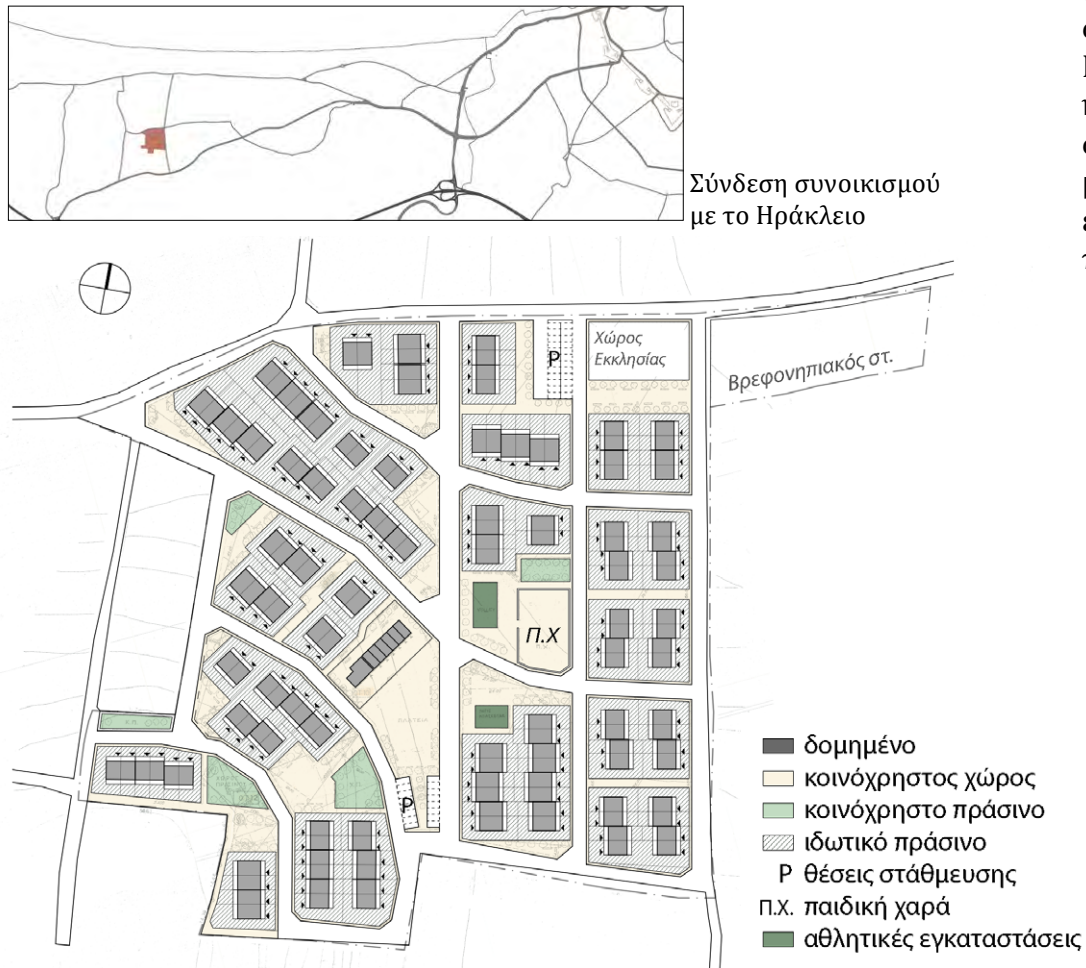 Σύνδεση συνοικισμού
με το Ηράκλειο
P
Χώρος
Εκκλησίας
Βρεφονηπιακός στ.
Π.Χ
P
δομημένο
κοινόχρηστος χώρος
κοινόχρηστο πράσινο
ιδωτικό πράσινο
P θέσεις στάθμευσης
Π.Χ. παιδική χαρά
αθλητικές εγκαταστάσεις